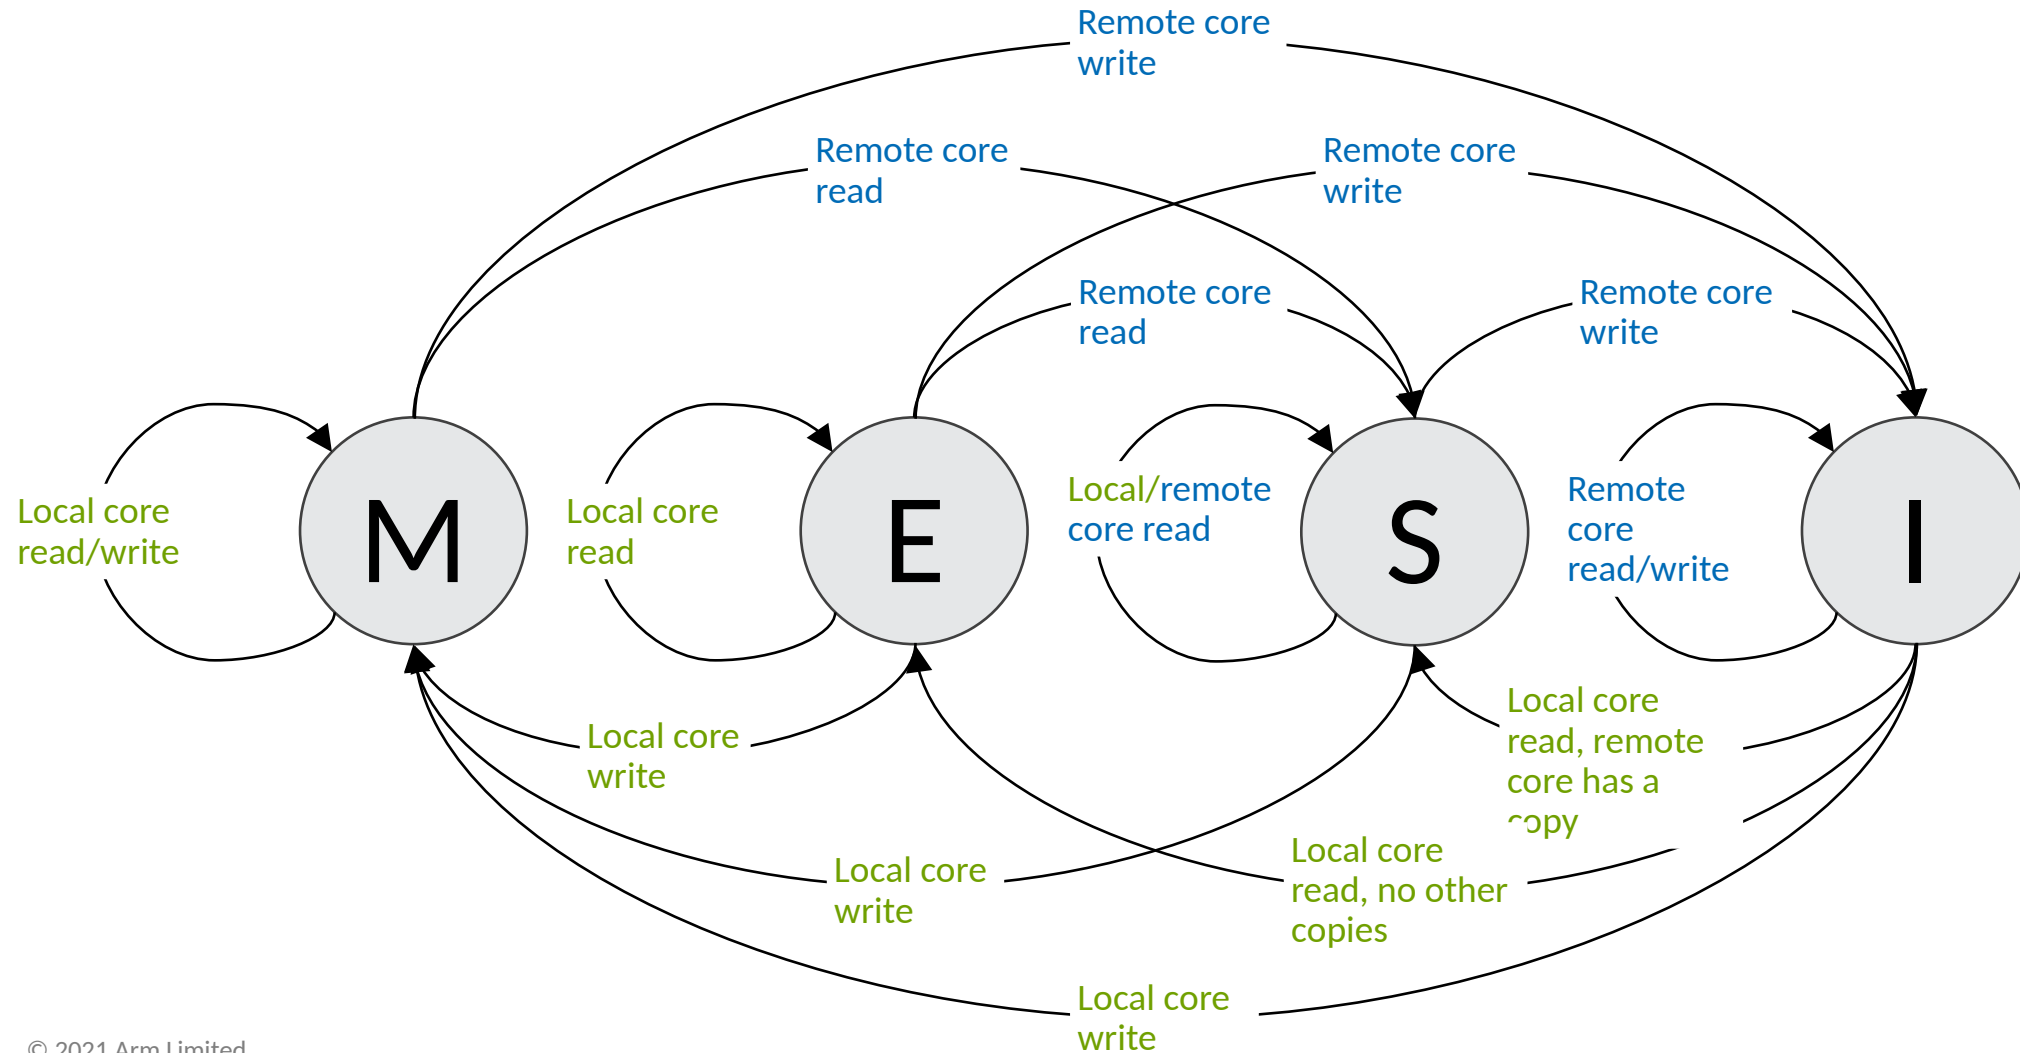 Remote core
write
Remote core
read
Remote core
write
Remote core
read
Remote core
write
Local core
read/write
M
Local core
read
E
Local/remote
core read
S
Remote
core
read/write
I
Local core
write
Local core
read, remote
core has a
copy
Local core
write
Local core
read, no other
copies
Local core
write
© 2021 Arm Limited